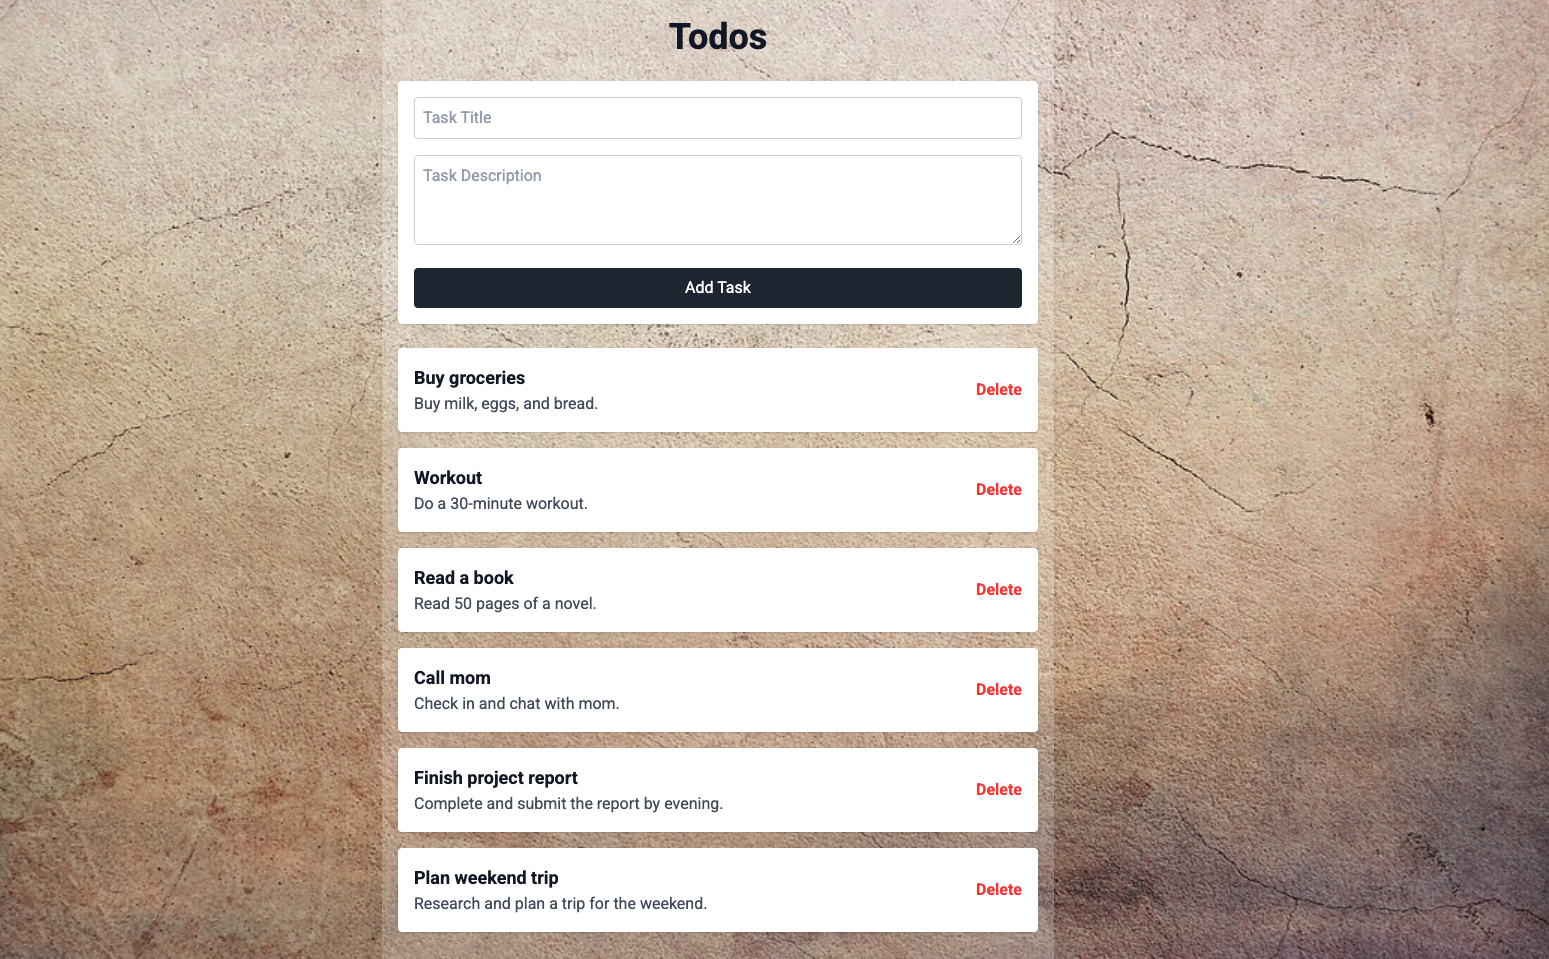 Todos
Task Title
Task Description
Add Task
Buy groceries
Buy milk, eggs, and bread.
Delete
Workout
Do a 30-minute workout.
Delete
Read a book
Read 50 pages of a novel.
Delete
Call mom
Check in and chat with mom.
Delete
Finish project report
Complete and submit the report by evening.
Delete
Plan weekend trip
Research and plan a trip for the weekend.
Delete